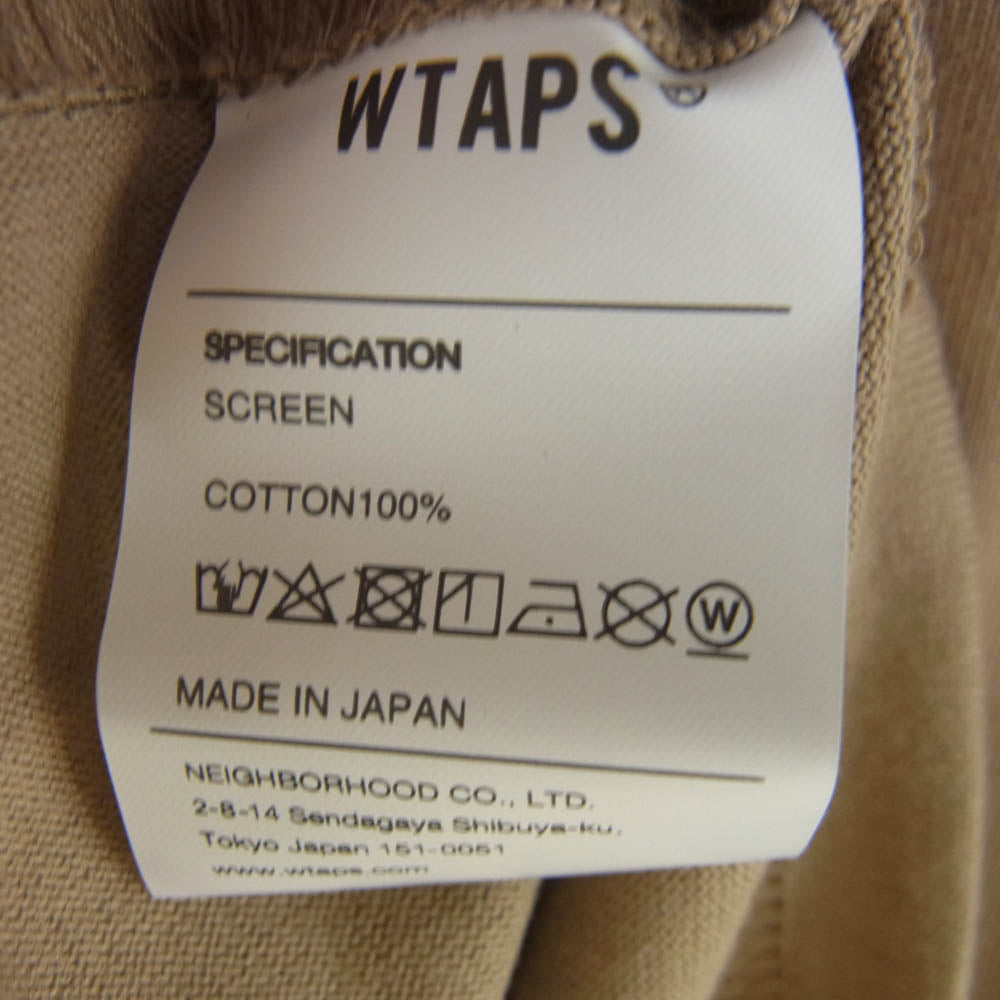 WTAPS®
SPECIFICATION
SCREEN
COTTON100%
W
MADE IN JAPAN
NEIGHBORHOOD CO., LTD.
2-8-14 Sendagaya Shibuya-ku.
Tokyo Japan 151-0051
www.wtaps.com